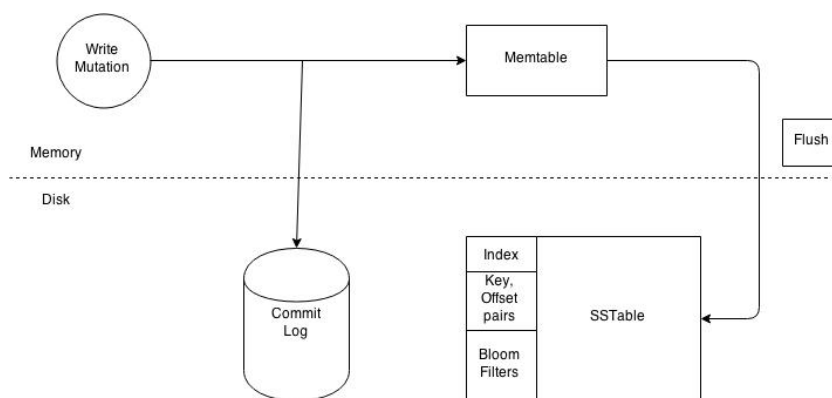 Write
Mutation
Memtable
Flush
Memory
Disk
Index
Key,
Offset
pairs
SSTable
Commit
Log
Bloom
Filters